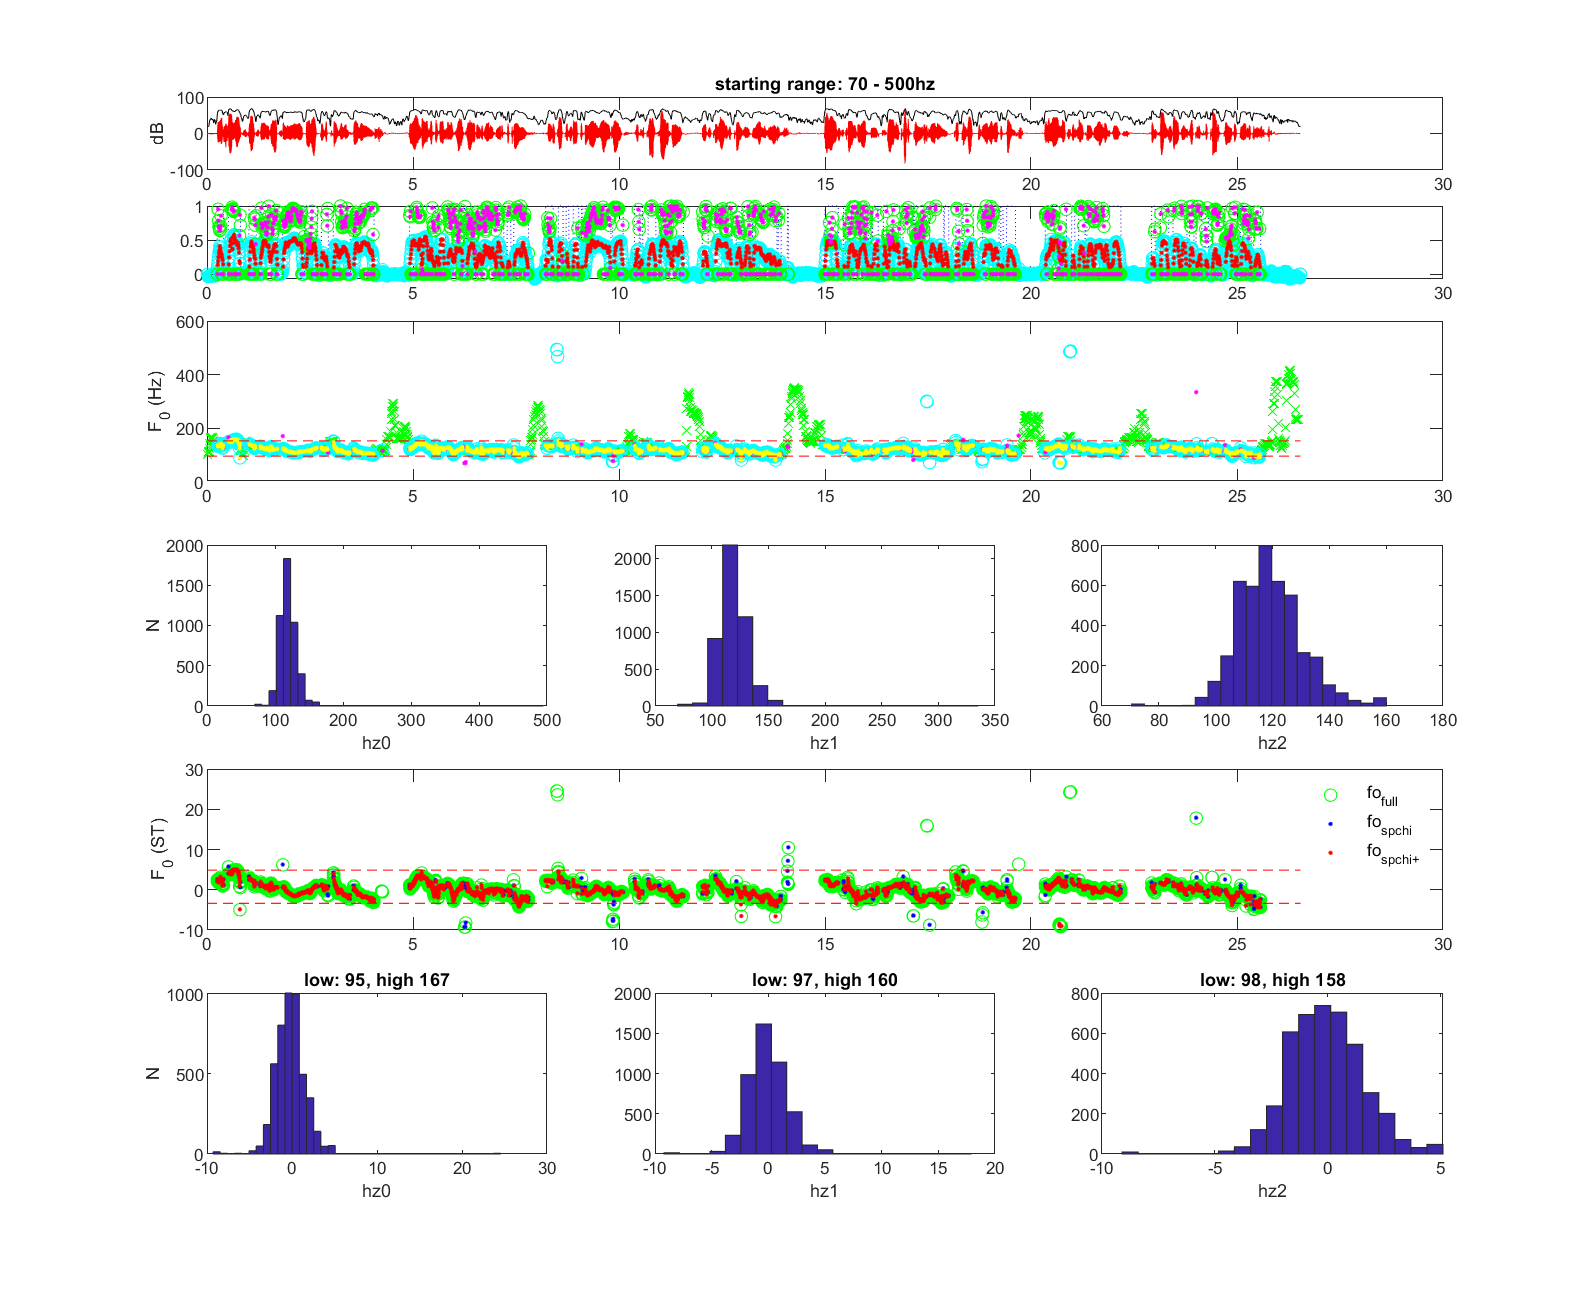 starting range: 70 - 500hz
100
0
-100
dB
0 5 10 15 20 25 30
1
0.5
0
0 5 10 15 20 25 30
600
400
200
0
F0 (Hz)
0 5 10 15 20 25 30
2000
1500
1000
500
0
N
0 100 200 300 400 500
hz0
2000
1500
1000
500
0
50 100 150 200 250 300 350
hz1
800
600
400
200
0
60 80 100 120 140 160 180
hz2
30
20
10
0
-10
F0 (ST)
0 5 10 15 20 25 30
fofull
fospchi
fospchi+
low: 95, high 167
1000
500
0
N
-10 0 10 20 30
hz0
low: 97, high 160
2000
1500
1000
500
0
-10 -5 0 5 10 15 20
hz1
low: 98, high 158
800
600
400
200
0
-10 -5 0 5
hz2